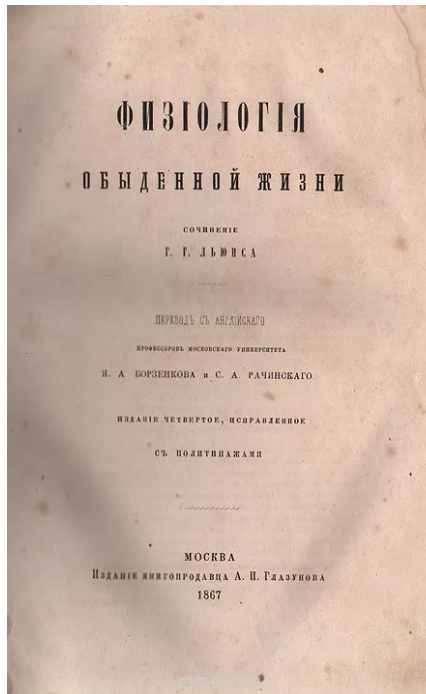 ФИЗІОЛОГІЯ
ОБЫДЕННОЙ ЖИЗНИ
СОЧИНЕНІЕ
Г. Г. ЛЬЮИСА
ПЕРЕВОДЪ СЪ АНГЛІЙСКАГО
ПРОФЕССОРОВЪ МОСКОВСКАГО УНИВЕРСИТЕТА
Я. А БОРЗЕНКОВА и С. А. РАЧИНСКАГО
ИЗДАНІЕ ЧЕТВЕРТОЕ, ИСПРАВЛЕННОЕ
СЪ ПОЛИТИПАЖАМИ
МОСКВА
Изданіе книгопродавца А. И. Глазунова
1867